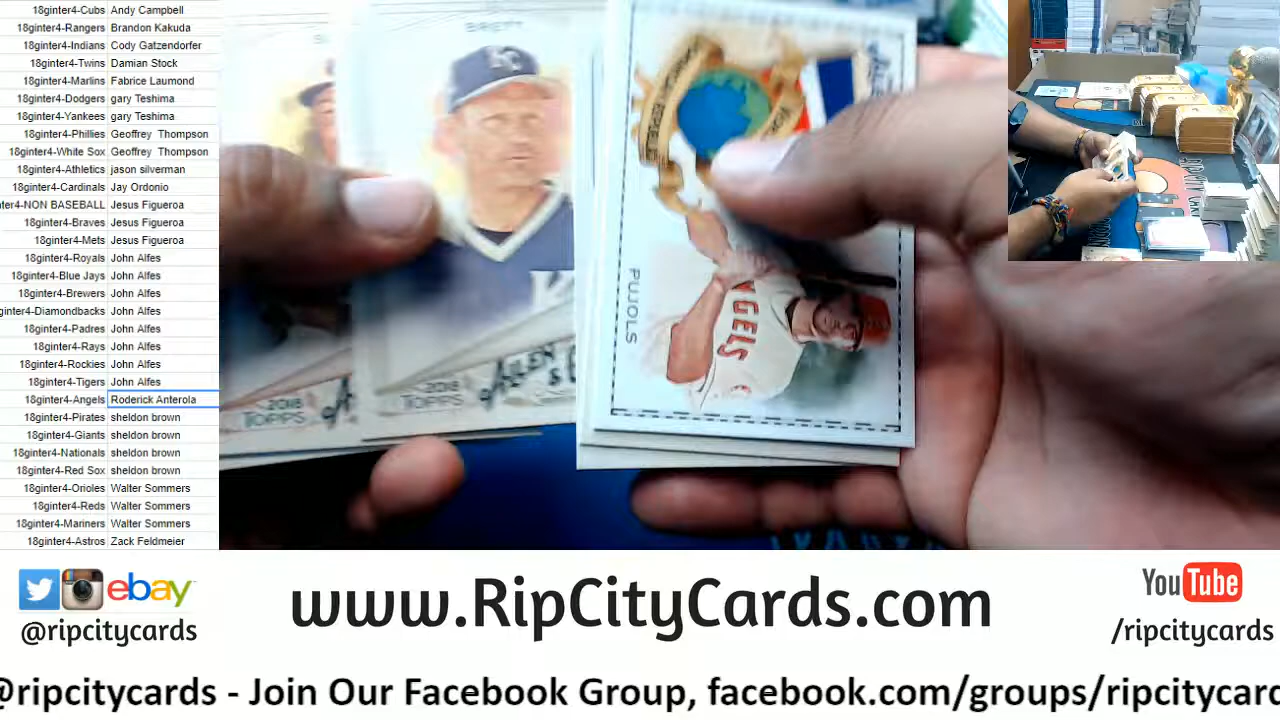 18ginter4-Cubs Andy Campbell
18ginter4-Rangers Brandon Kakuda
18ginter4-Indians Cody Gatzendorfer
18ginter4-Twins Damian Stock
18ginter4-Marlins Fabrice Laumond
18ginter4-Dodgers gary Teshima
18ginter4-Yankees gary Teshima
18ginter4-Phillies Geoffrey Thompson
18ginter4-White Sox Geoffrey Thompson
18ginter4-Athletics jason silverman
18ginter4-Cardinals Jay Ordonio
nter4-NON BASEBALL Jesus Figueroa
18ginter4-Braves Jesus Figueroa
18ginter4-Mets Jesus Figueroa
18ginter4-Royals John Alfes
18ginter4-Blue Jays John Alfes
18ginter4-Brewers John Alfes
ginter4-Diamondbacks John Alfes
18ginter4-Padres John Alfes
18ginter4-Rays John Alfes
18ginter4-Rockies John Alfes
18ginter4-Tigers John Alfes
18ginter4-Angels Roderick Anterola
18ginter4-Pirates sheldon brown
18ginter4-Giants sheldon brown
18ginter4-Nationals sheldon brown
18ginter4-Red Sox sheldon brown
18ginter4-Orioles Walter Sommers
18ginter4-Reds Walter Sommers
18ginter4-Mariners Walter Sommers
18ginter4-Astros Zack Feldmeier
BRETT
KC
2018
TOPPS
2018
TOPPS
ALLEN
&
PUJOLS
NGELS
ebay
@ripcitycards
www.RipCityCards.com
YouTube
/ripcitycards
@ripcitycards - Join Our Facebook Group, facebook.com/groups/ripcitycard